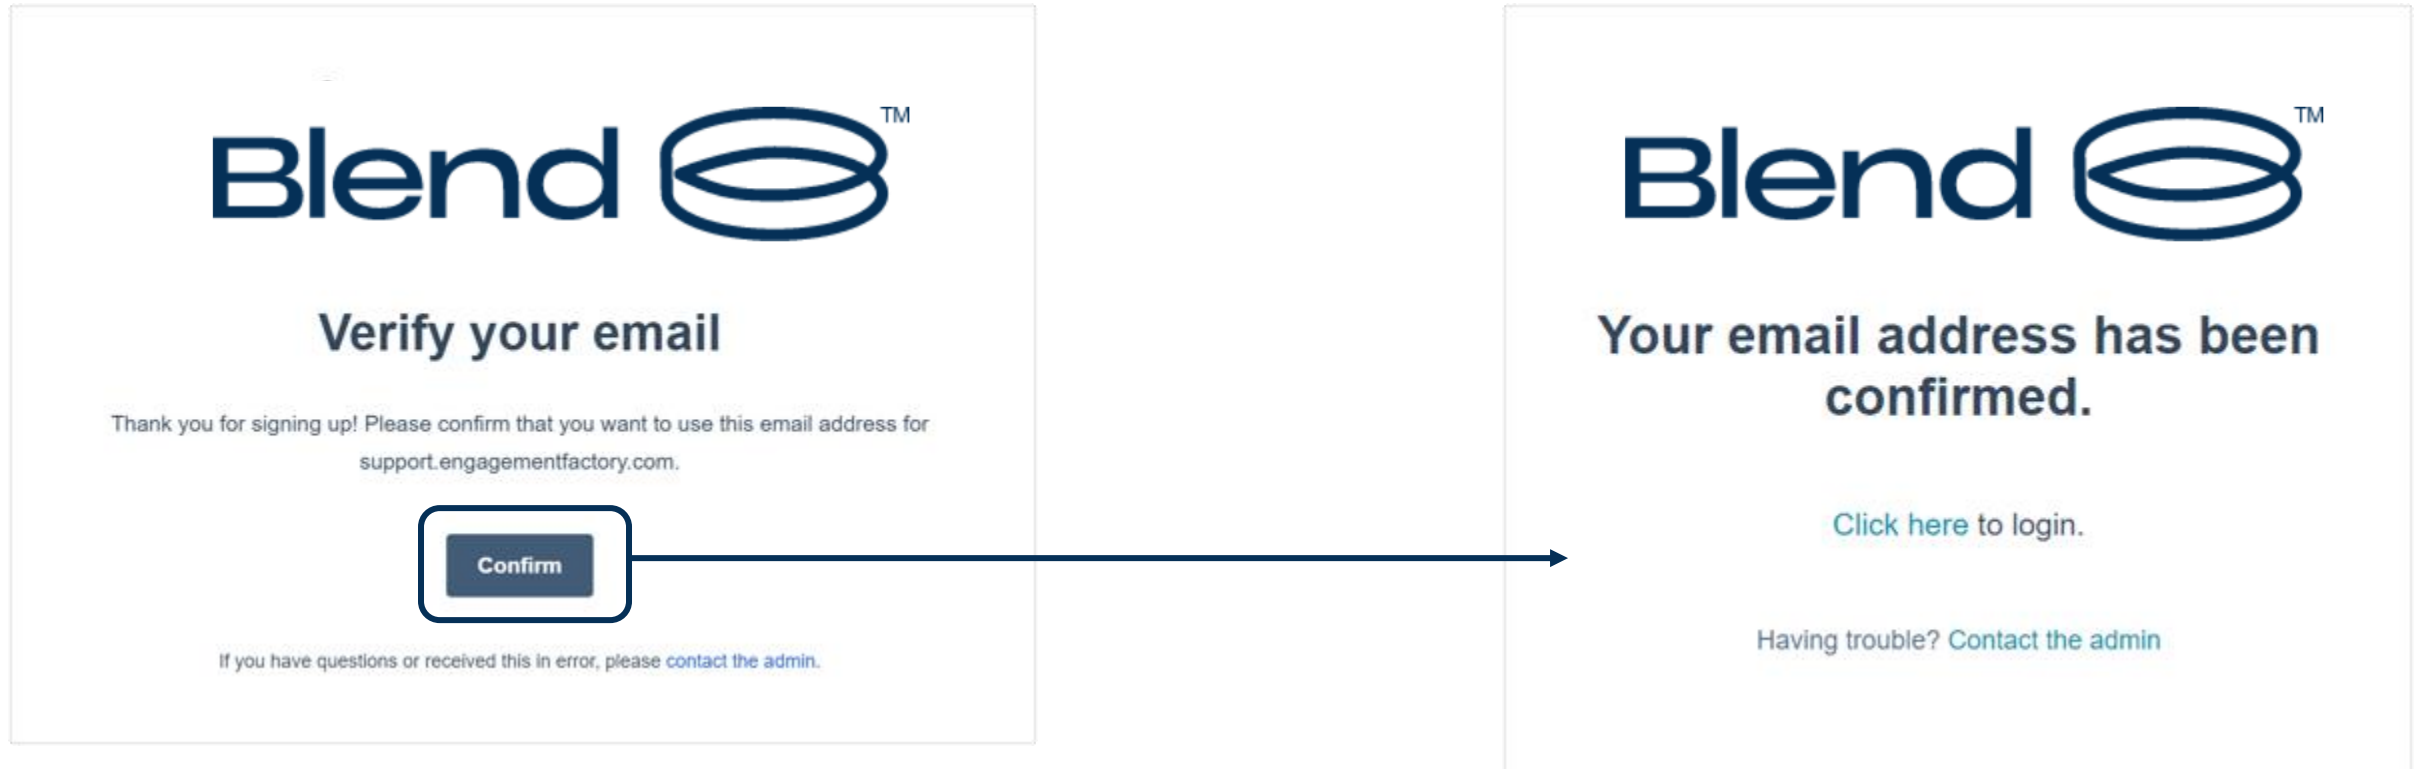 Blend TM
Verify your email
Thank you for signing up! Please confirm that you want to use this email address for
support.engagementfactory.com.
Confirm
If you have questions or received this in error, please contact the admin.
Blend TM
Your email address has been
confirmed.
Click here to login.
Having trouble? Contact the admin